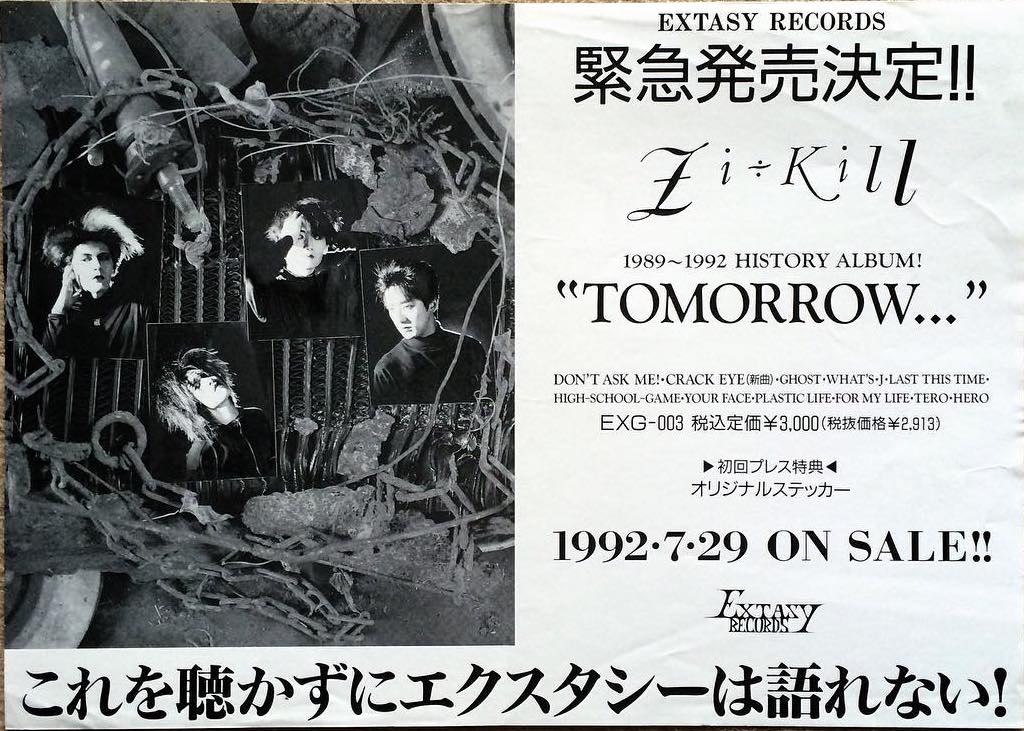 EXTASY RECORDS
緊急発売決定!!
Zi÷Kill
1989~1992 HISTORY ALBUM!
“TOMORROW...”
DON'T ASK ME!・CRACK EYE(新曲)・GHOST・WHAT'S・J・LAST THIS TIME・
HIGH-SCHOOL-GAME・YOUR FACE・PLASTIC LIFE・FOR MY LIFE・TERO・HERO
EXG-003 税込定価¥3,000(税抜価格¥2,913)
▶初回プレス特典◀
オリジナルステッカー
1992・7・29 ON SALE!!
EXTASY
RECORDS
これを聴かずにエクスタシーは語れない!